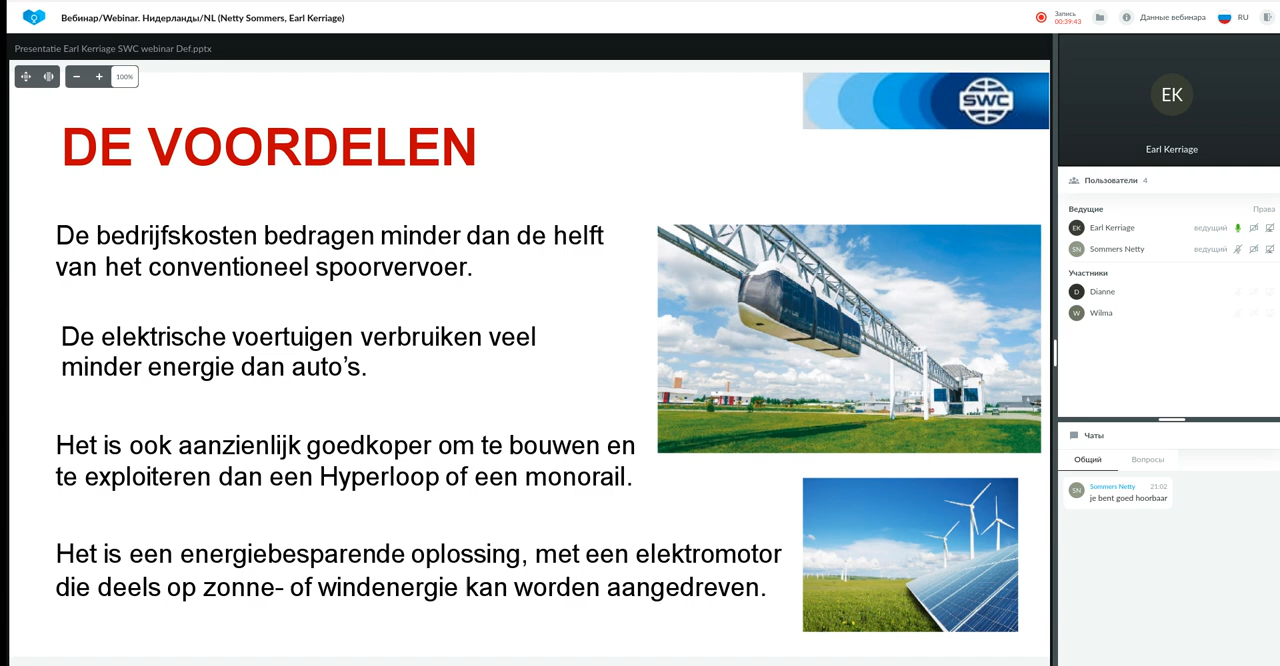 Вебинар/Webinar. Нидерланды/NL (Netty Sommers, Earl Kerriage)
Запись
00:39:43
Данные вебинара
RU
Presentatie Earl Kerriage SWC webinar Def.pptx
100%
SWC
DE VOORDELEN
De bedrijfskosten bedragen minder dan de helft
van het conventioneel spoorvervoer.
De elektrische voertuigen verbruiken veel
minder energie dan auto’s.
Het is ook aanzienlijk goedkoper om te bouwen en
te exploiteren dan een Hyperloop of een monorail.
Het is een energiebesparende oplossing, met een elektromotor
die deels op zonne- of windenergie kan worden aangedreven.
EK
Earl Kerriage
Пользователи 4
Ведущие Права
EK Earl Kerriage ведущий
SN Sommers Netty ведущий
Участники
D Dianne
W Wilma
Чаты
Общий Вопросы
SN Sommers Netty 21:02
je bent goed hoorbaar